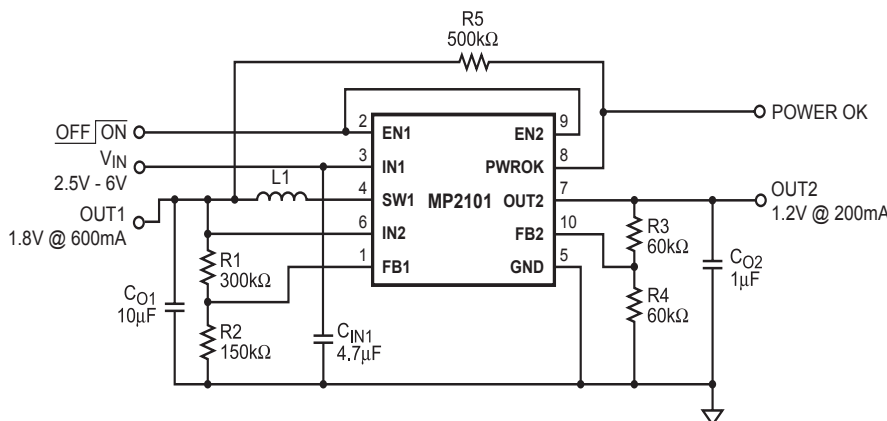 R5
500kΩ
OFF ON
2
EN1
EN2
9
POWER OK
VIN
2.5V - 6V
3
IN1
PWROK
8
L1
4
SW1
MP2101
OUT2
7
OUT2
1.2V @ 200mA
OUT1
1.8V @ 600mA
6
IN2
FB2
10
R3
60kΩ
R1
300kΩ
1
FB1
GND
5
CO2
1µF
CO1
10µF
R2
150kΩ
CIN1
4.7µF
R4
60kΩ